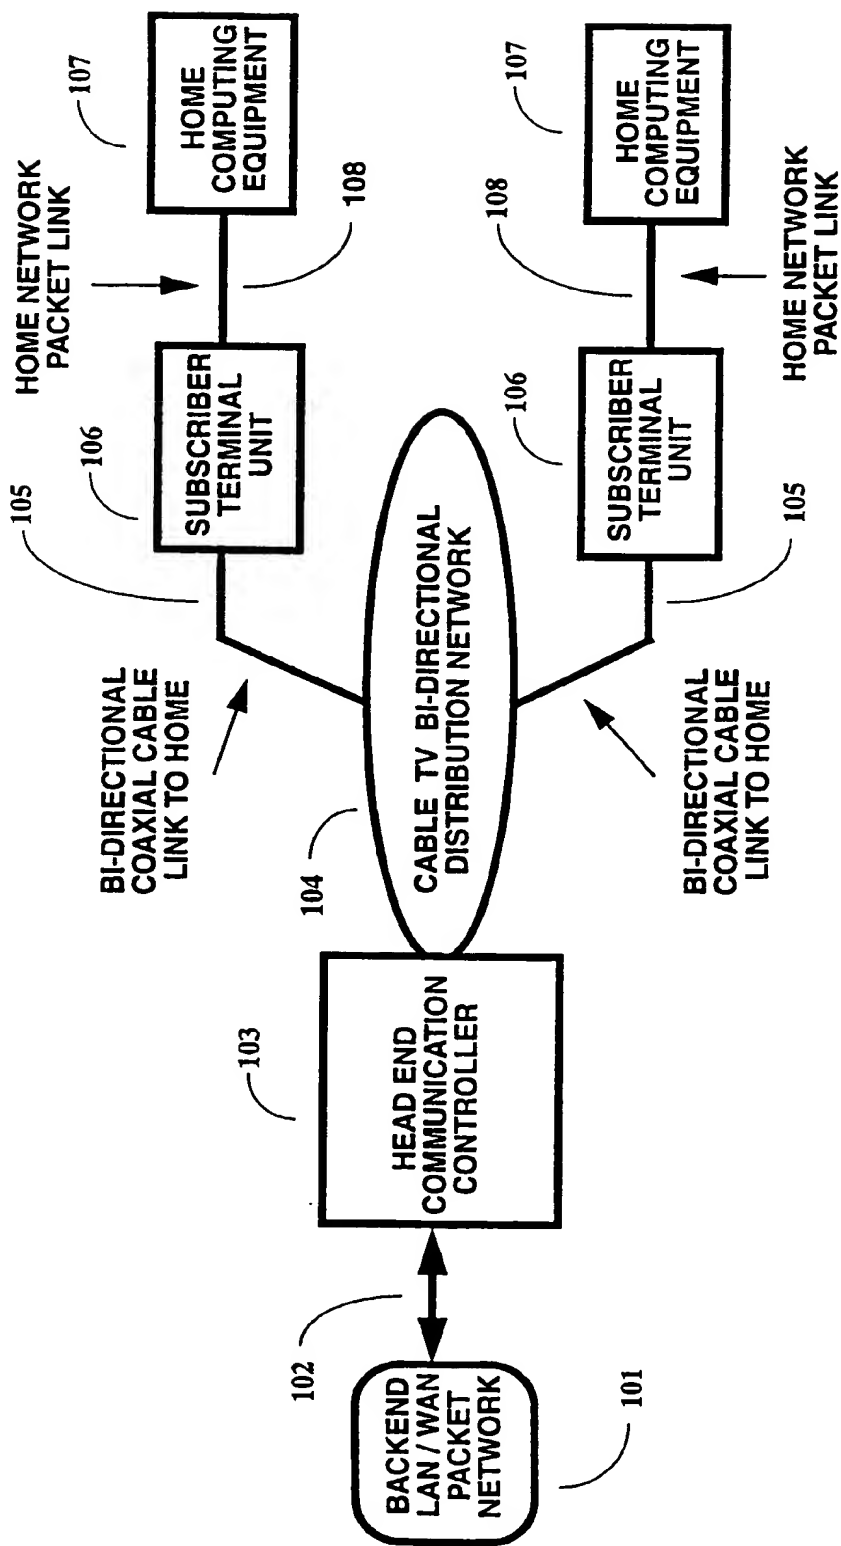 107
HOME
COMPUTING
EQUIPMENT
HOME NETWORK
PACKET LINK
108
106
SUBSCRIBER
TERMINAL
UNIT
105
BI-DIRECTIONAL
COAXIAL CABLE
LINK TO HOME
104
CABLE TV BI-DIRECTIONAL
DISTRIBUTION NETWORK
103
HEAD END
COMMUNICATION
CONTROLLER
102
BACKEND
LAN / WAN
PACKET
NETWORK
101
107
HOME
COMPUTING
EQUIPMENT
108
HOME NETWORK
PACKET LINK
106
SUBSCRIBER
TERMINAL
UNIT
105
BI-DIRECTIONAL
COAXIAL CABLE
LINK TO HOME